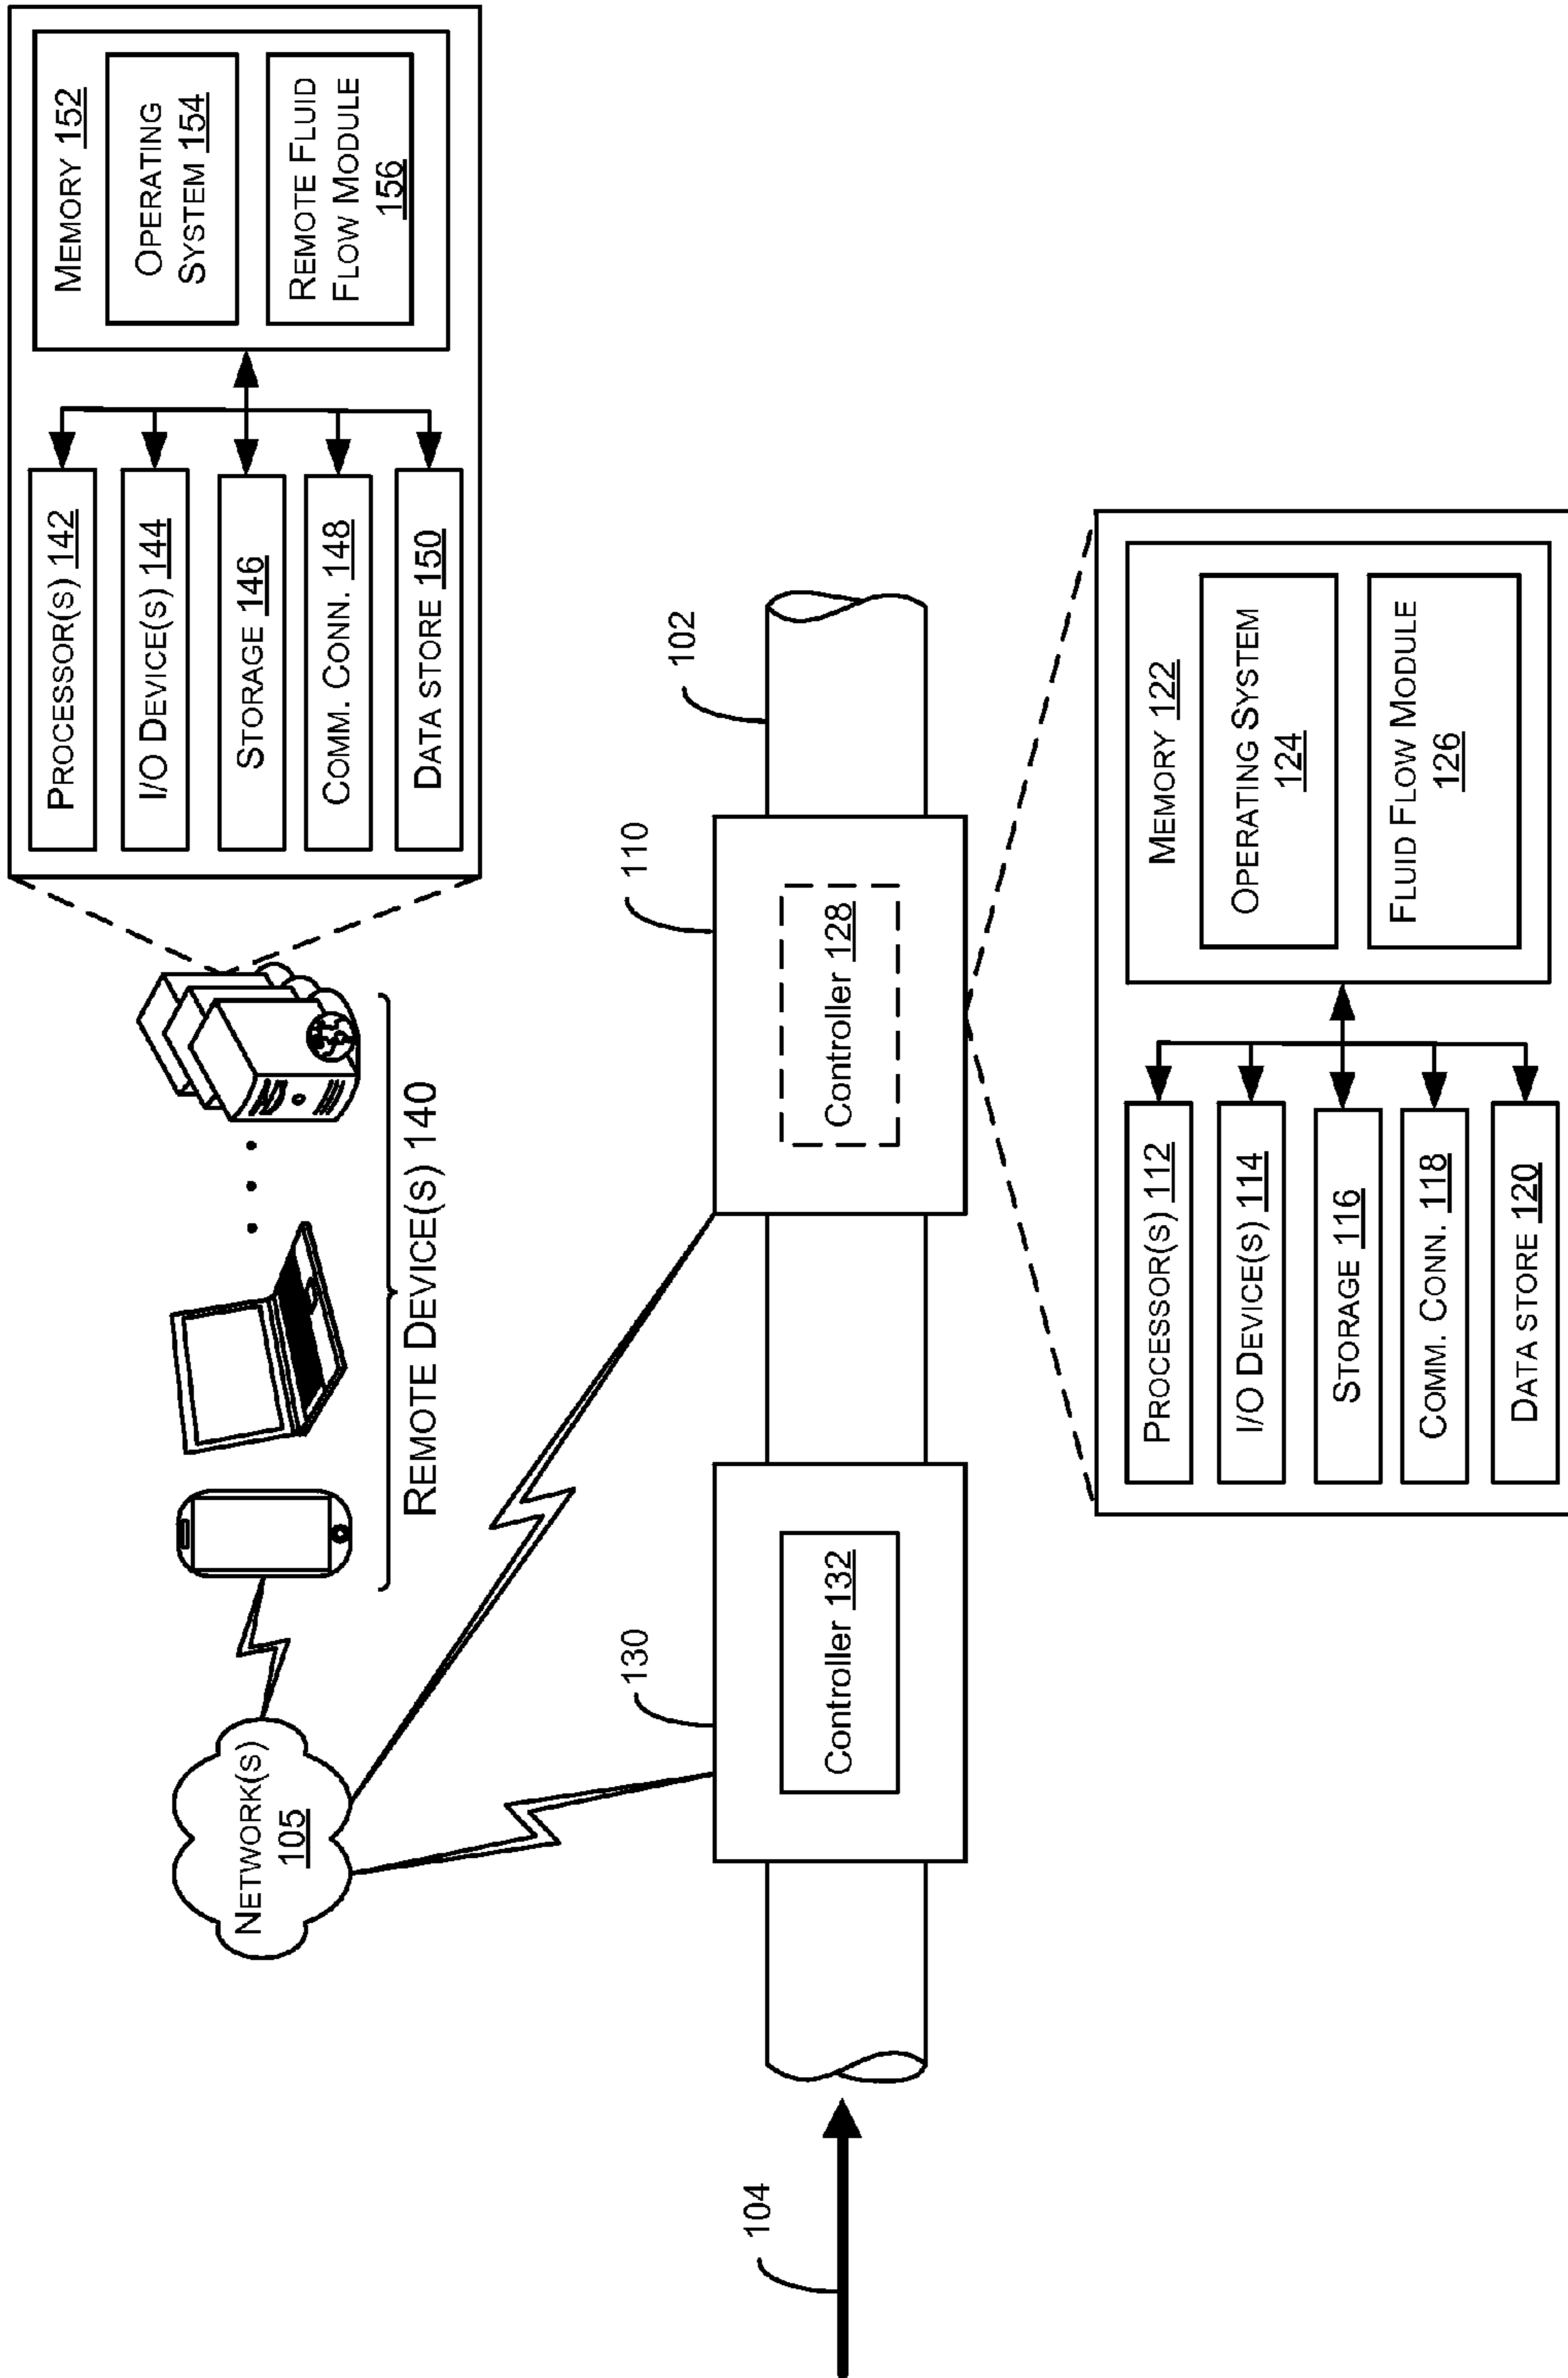 NETWORK(S)
105
REMOTE DEVICE(S) 140
PROCESSOR(S) 142
I/O DEVICE(S) 144
STORAGE 146
COMM. CONN. 148
DATA STORE 150
MEMORY 152
OPERATING
SYSTEM 154
REMOTE FLUID
FLOW MODULE
156
104
130
Controller 132
110
Controller 128
102
PROCESSOR(S) 112
I/O DEVICE(S) 114
STORAGE 116
COMM. CONN. 118
DATA STORE 120
MEMORY 122
OPERATING SYSTEM
124
FLUID FLOW MODULE
126